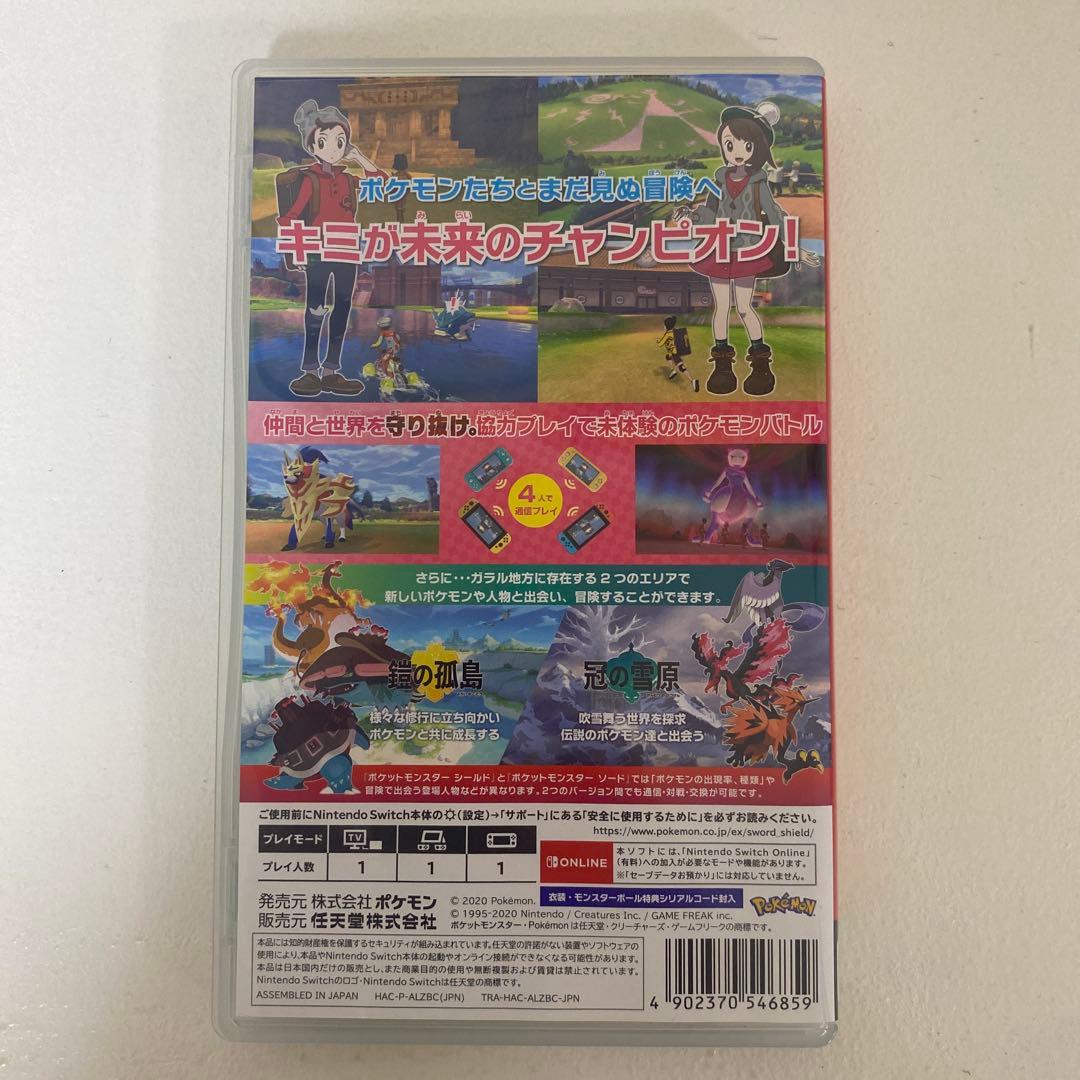 ポケモンたちとまだ見ぬ冒険へ
キミが未来のチャンピオン!
仲間と世界を守り抜け。協力プレイで未体験のポケモンバトル
4人で
通信プレイ
さらに・・・ガラル地方に存在する2つのエリアで
新しいポケモンや人物と出会い、冒険することができます。
鎧の孤島
様々な修行に立ち向かい
ポケモンと共に成長する
冠の雪原
吹雪舞う世界を探求
伝説のポケモン達と出会う
『ポケットモンスター シールド』と『ポケットモンスター ソード』では「ポケモンの出現率、種類」や
冒険で出会う登場人物などが異なります。2つのバージョン間でも通信・対戦・交換が可能です。
ご使用前にNintendo Switch本体の(設定)→「サポート」にある「安全に使用するために」を必ずお読みください。
https://www.pokemon.co.jp/ex/sword_shield/
プレイモード TV
プレイ人数 1 1 1
ONLINE
本ソフトには、「Nintendo Switch Online」
(有料)への加入が必要なモードや機能があります。
※「セーブデータお預かり」には対応していません。
発売元 株式会社ポケモン
販売元 任天堂株式会社
© 2020 Pokémon.
© 1995-2020 Nintendo / Creatures Inc. / GAME FREAK inc.
ポケットモンスター・Pokémonは任天堂・クリーチャーズ・ゲームフリークの商標です。
衣装・モンスターボール特典シリアルコード封入
Pokémon
本品には知的財産権を保護するセキュリティが組み込まれています。任天堂の許諾がない装置やソフトウェアの
使用により、本品やNintendo Switch本体の起動やオンライン接続ができなくなる可能性があります。
本品は日本国内だけの販売とし、また商業目的の使用や無断複製および賃貸は禁止されています。
Nintendo Switchのロゴ・Nintendo Switchは任天堂の商標です。
ASSEMBLED IN JAPAN HAC-P-ALZBC(JPN) TRA-HAC-ALZBC-JPN
4 902370 546859